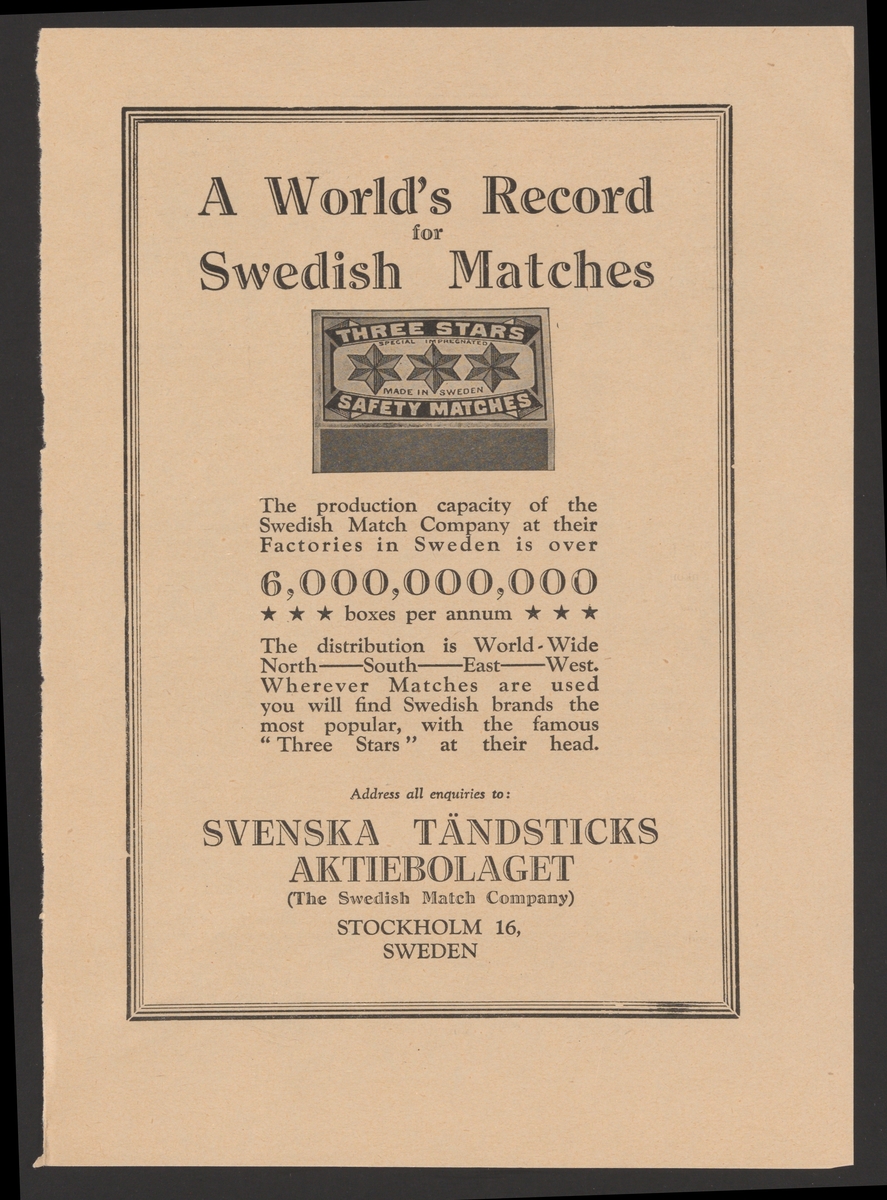 A World's Record
for
Swedish Matches
THREE STARS
SPECIAL IMPREGNATED
MADE IN SWEDEN
SAFETY MATCHES
The production capacity of the
Swedish Match Company at their
Factories in Sweden is over
6,000,000,000
★ ★ ★ boxes per annum ★ ★ ★
The distribution is World-Wide
North——South——East——West.
Wherever Matches are used
you will find Swedish brands the
most popular, with the famous
“Three Stars” at their head.
Address all enquiries to:
SVENSKA TÄNDSTICKS
AKTIEBOLAGET
(The Swedish Match Company)
STOCKHOLM 16,
SWEDEN